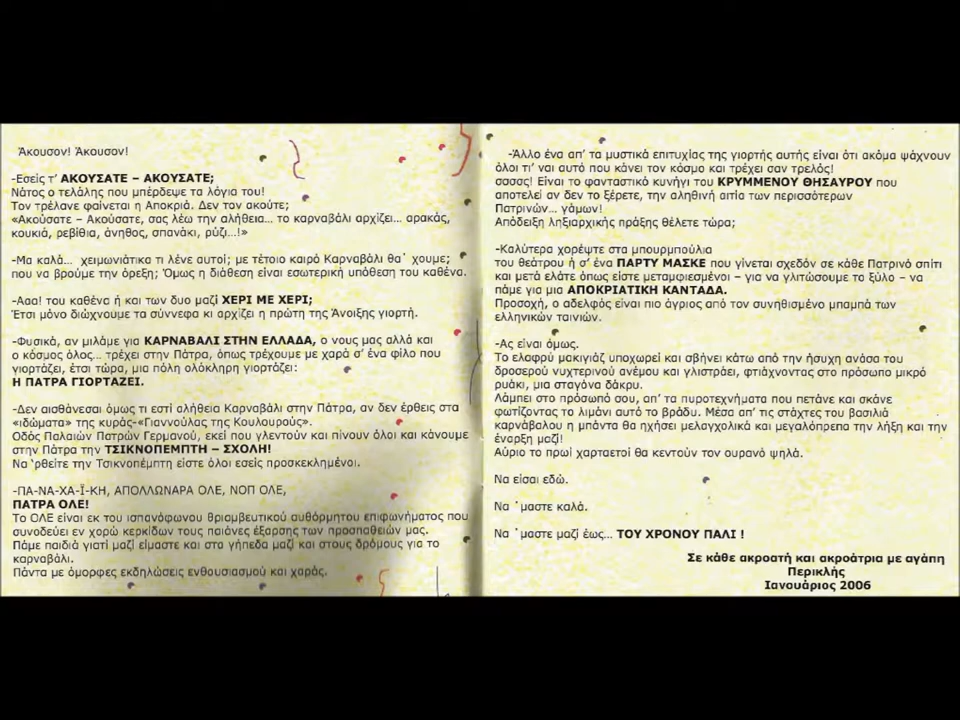 Άκουσον! Άκουσον!
-Εσείς τ' ΑΚΟΥΣΑΤΕ – ΑΚΟΥΣΑΤΕ;
Νάτος ο τελάλης που μπέρδεψε τα λόγια του!
Τον τρέλανε φαίνεται η Αποκριά. Δεν τον ακούτε;
«Ακούσατε – Ακούσατε, σας λέω την αλήθεια... το καρναβάλι αρχίζει... αρακάς,
κουκιά, ρεβίθια, άνηθος, σπανάκι, ρύζι...!»
-Μα καλά... χειμωνιάτικα τι λένε αυτοί; με τέτοιο καιρό Καρναβάλι θα΄ χουμε;
που να βρούμε την όρεξη; Όμως η διάθεση είναι εσωτερική υπόθεση του καθένα.
-Ααα! του καθένα ή και των δυο μαζί ΧΕΡΙ ΜΕ ΧΕΡΙ;
Έτσι μόνο διώχνουμε τα σύννεφα κι αρχίζει η πρώτη της Άνοιξης γιορτή.
-Φυσικά, αν μιλάμε για ΚΑΡΝΑΒΑΛΙ ΣΤΗΝ ΕΛΛΑΔΑ, ο νους μας αλλά και
ο κόσμος όλος... τρέχει στην Πάτρα, όπως τρέχουμε με χαρά σ' ένα φίλο που
γιορτάζει, έτσι τώρα, μια πόλη ολόκληρη γιορτάζει:
Η ΠΑΤΡΑ ΓΙΟΡΤΑΖΕΙ.
-Δεν αισθάνεσαι όμως τι εστί αλήθεια Καρναβάλι στην Πάτρα, αν δεν έρθεις στα
«ιδώματα» της κυράς-«Γιαννούλας της Κουλουρούς».
Οδός Παλαιών Πατρών Γερμανού, εκεί που γλεντούν και πίνουν όλοι και κάνουμε
στην Πάτρα την ΤΣΙΚΝΟΠΕΜΠΤΗ – ΣΧΟΛΗ!
Να 'ρθείτε την Τσικνοπέμπτη είστε όλοι εσείς προσκεκλημένοι.
-ΠΑ-ΝΑ-ΧΑ-Ϊ-ΚΗ, ΑΠΟΛΛΩΝΑΡΑ ΟΛΕ, ΝΟΠ ΟΛΕ,
ΠΑΤΡΑ ΟΛΕ!
Το ΟΛΕ είναι εκ του ισπανόφωνου θριαμβευτικού αυθόρμητου επιφωνήματος που
συνοδεύει εν χορώ κερκίδων τους παιάνες έξαρσης των προσπαθειών μας.
Πάμε παιδιά γιατί μαζί είμαστε και στα γήπεδα μαζί και στους δρόμους για το
καρναβάλι.
Πάντα με όμορφες εκδηλώσεις ενθουσιασμού και χαράς.
-Άλλο ένα απ' τα μυστικά επιτυχίας της γιορτής αυτής είναι ότι ακόμα ψάχνουν
όλοι τι' ναι αυτό που κάνει τον κόσμο και τρέχει σαν τρελός!
σσσας! Είναι το φανταστικό κυνήγι του ΚΡΥΜΜΕΝΟΥ ΘΗΣΑΥΡΟΥ που
αποτελεί αν δεν το ξέρετε, την αληθινή αιτία των περισσότερων
Πατρινών... γάμων!
Απόδειξη ληξιαρχικής πράξης θέλετε τώρα;
-Καλύτερα χορέψτε στα μπουρμπούλια
του θεάτρου ή σ' ένα ΠΑΡΤΥ ΜΑΣΚΕ που γίνεται σχεδόν σε κάθε Πατρινό σπίτι
και μετά ελάτε όπως είστε μεταμφιεσμένοι – για να γλιτώσουμε το ξύλο – να
πάμε για μια ΑΠΟΚΡΙΑΤΙΚΗ ΚΑΝΤΑΔΑ.
Προσοχή, ο αδελφός είναι πιο άγριος από τον συνηθισμένο μπαμπά των
ελληνικών ταινιών.
-Ας είναι όμως.
Το ελαφρύ μακιγιάζ υποχωρεί και σβήνει κάτω από την ήσυχη ανάσα του
δροσερού νυχτερινού ανέμου και γλιστράει, φτιάχνοντας στο πρόσωπο μικρό
ρυάκι, μια σταγόνα δάκρυ.
Λάμπει στο πρόσωπό σου, απ' τα πυροτεχνήματα που πετάνε και σκάνε
φωτίζοντας το λιμάνι αυτό το βράδυ. Μέσα απ' τις στάχτες του βασιλιά
καρνάβαλου η μπάντα θα ηχήσει μελαγχολικά και μεγαλόπρεπα την λήξη και την
έναρξη μαζί!
Αύριο το πρωί χαρταετοί θα κεντούν τον ουρανό ψηλά.
Να είσαι εδώ.
Να ΄μαστε καλά.
Να ΄μαστε μαζί έως... ΤΟΥ ΧΡΟΝΟΥ ΠΑΛΙ !
Σε κάθε ακροατή και ακροάτρια με αγάπη
Περικλής
Ιανουάριος 2006